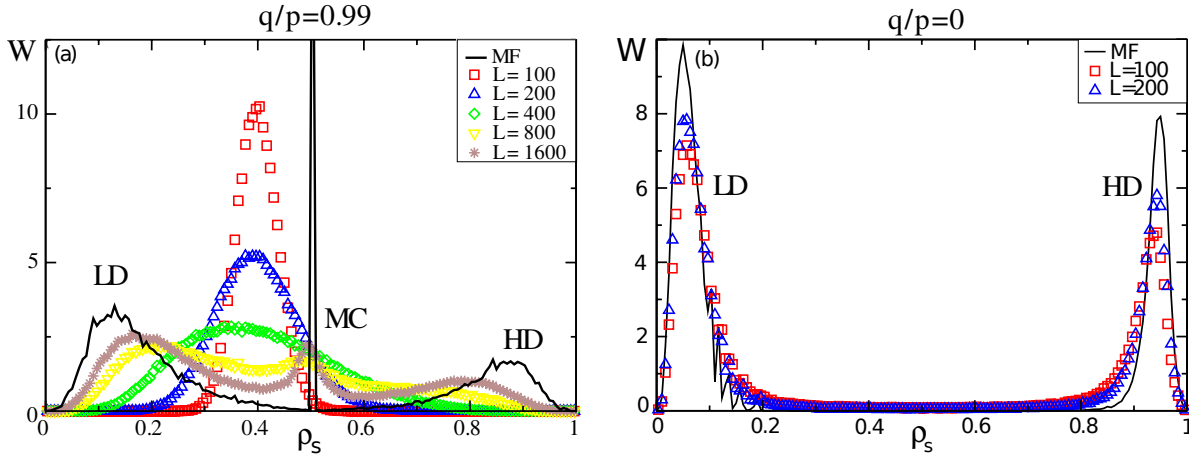 q/p=0.99
W
(a)
MF
L= 100
L= 200
L= 400
L= 800
L= 1600
LD
MC
HD
10
5
0
0
0.2
0.4
0.6
0.8
1
ρs
q/p=0
W
(b)
MF
L=100
L=200
LD
HD
8
6
4
2
0
0
0.2
0.4
0.6
0.8
1
ρs